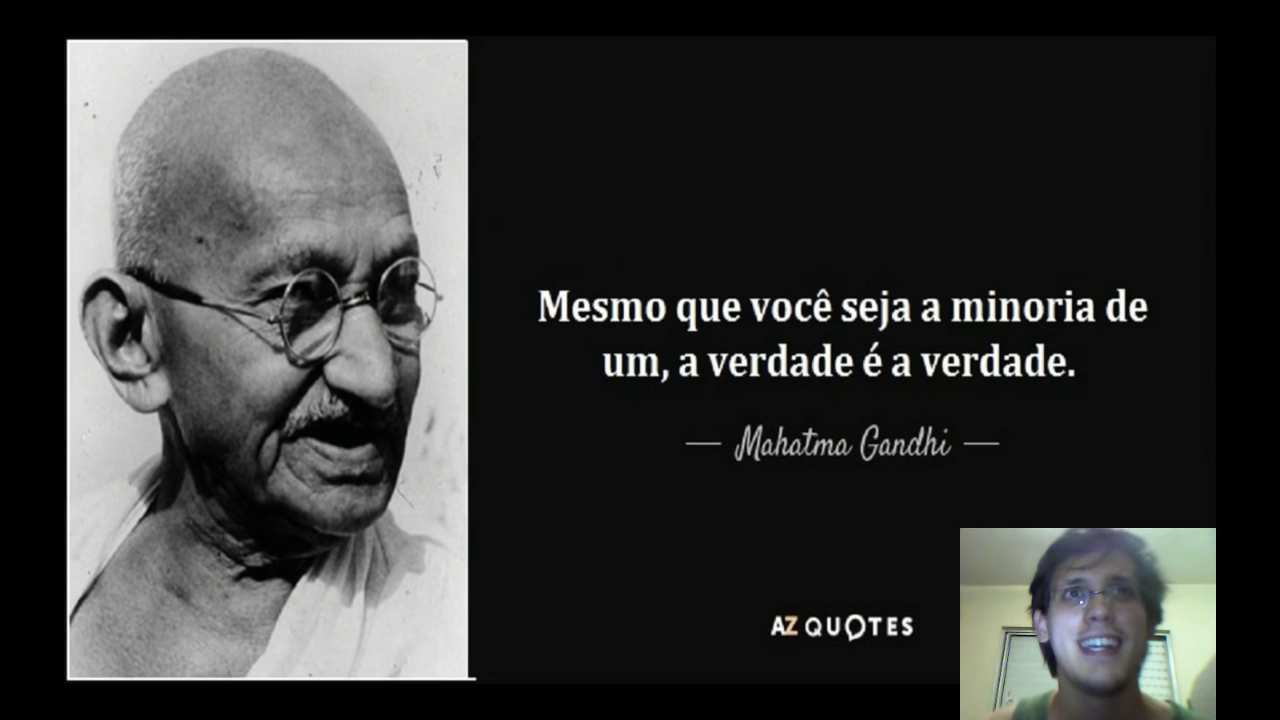 Mesmo que você seja a minoria de
um, a verdade é a verdade.
— Mahatma Gandhi —
AZ QUOTES